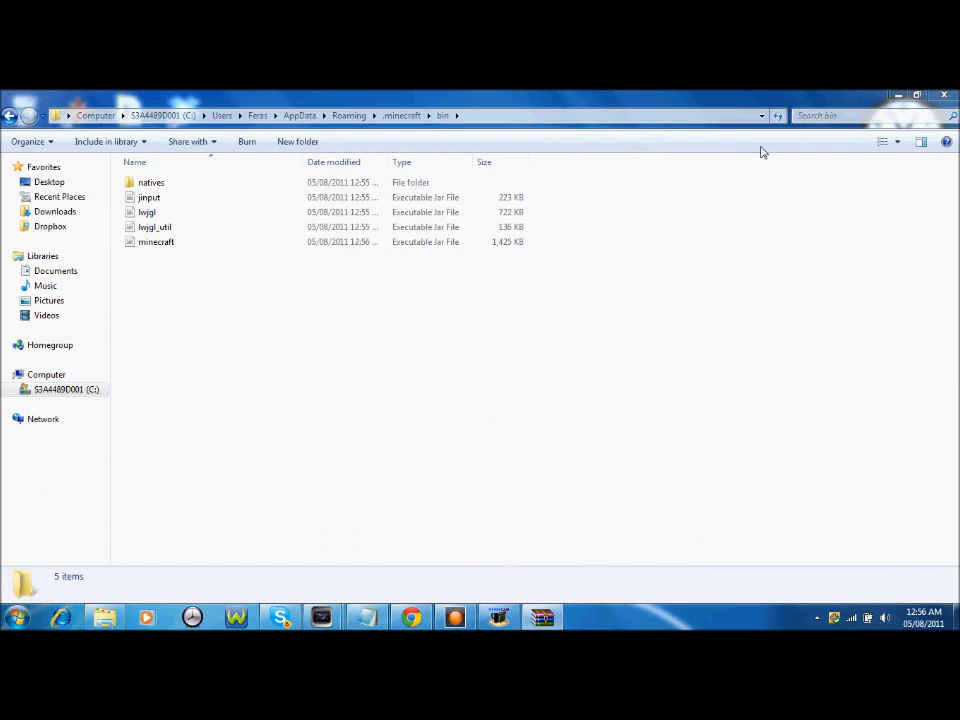 Computer S3A4489D001 (C:) Users Feras AppData Roaming .minecraft bin Search bin
Organize Include in library Share with Burn New folder
Name Date modified Type Size
Favorites
Desktop
Recent Places
Downloads
Dropbox
Libraries
Documents
Music
Pictures
Videos
Homegroup
Computer
S3A4489D001 (C:)
Network
natives 05/08/2011 12:55 ... File folder
jinput 05/08/2011 12:55 ... Executable Jar File 223 KB
lwjgl 05/08/2011 12:55 ... Executable Jar File 722 KB
lwjgl_util 05/08/2011 12:55 ... Executable Jar File 136 KB
minecraft 05/08/2011 12:56 ... Executable Jar File 1,425 KB
5 items
12:56 AM
05/08/2011